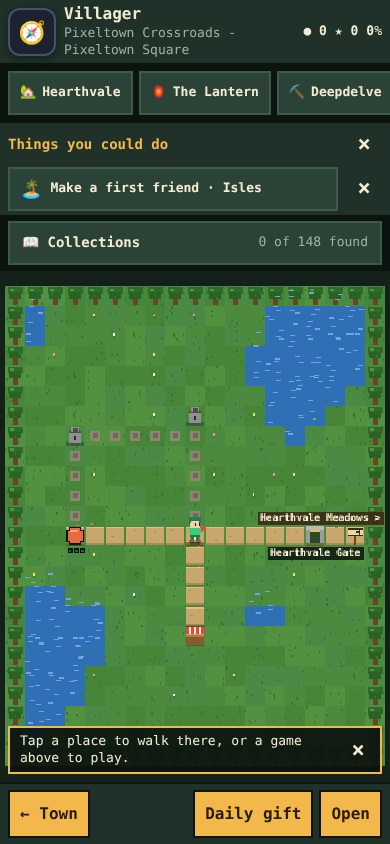 Villager
Pixeltown Crossroads -
Pixeltown Square
● 0 ★ 0 0%
Hearthvale
The Lantern
Deepdelve
Things you could do
×
Make a first friend · Isles
×
Collections
0 of 148 found
Hearthvale Meadows >
Hearthvale Gate
Tap a place to walk there, or a game
above to play.
×
← Town
Daily gift
Open